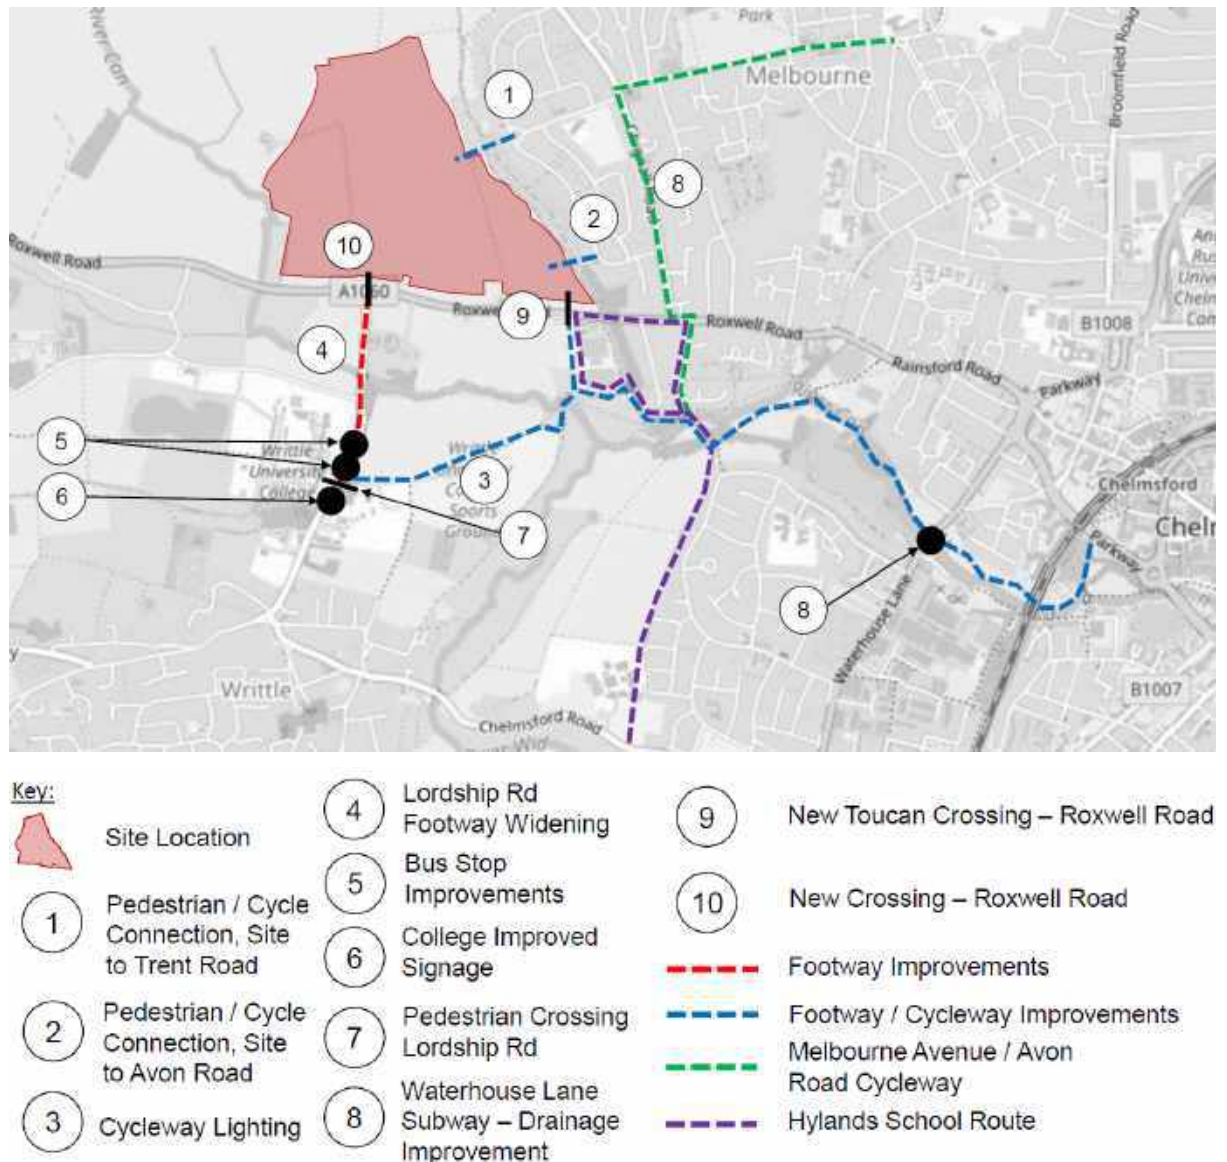 River Can
Park
Melbourne
Broomfield Road
1
8
2
10
Roxwell Road
A1060
9
Roxwell Road
B1008
4
Rainsford Road
Parkway
5
Writtle
University
College
3
Chelmsford
6
7
Parkway
8
Waterhouse Lane
Writtle
Chelmsford Road
B1007
Key:
Site Location
1
Pedestrian / Cycle
Connection, Site
to Trent Road
2
Pedestrian / Cycle
Connection, Site
to Avon Road
3
Cycleway Lighting
4
Lordship Rd
Footway Widening
5
Bus Stop
Improvements
6
College Improved
Signage
7
Pedestrian Crossing
Lordship Rd
8
Waterhouse Lane
Subway – Drainage
Improvement
9
New Toucan Crossing – Roxwell Road
10
New Crossing – Roxwell Road
Footway Improvements
Footway / Cycleway Improvements
Melbourne Avenue / Avon
Road Cycleway
Hylands School Route